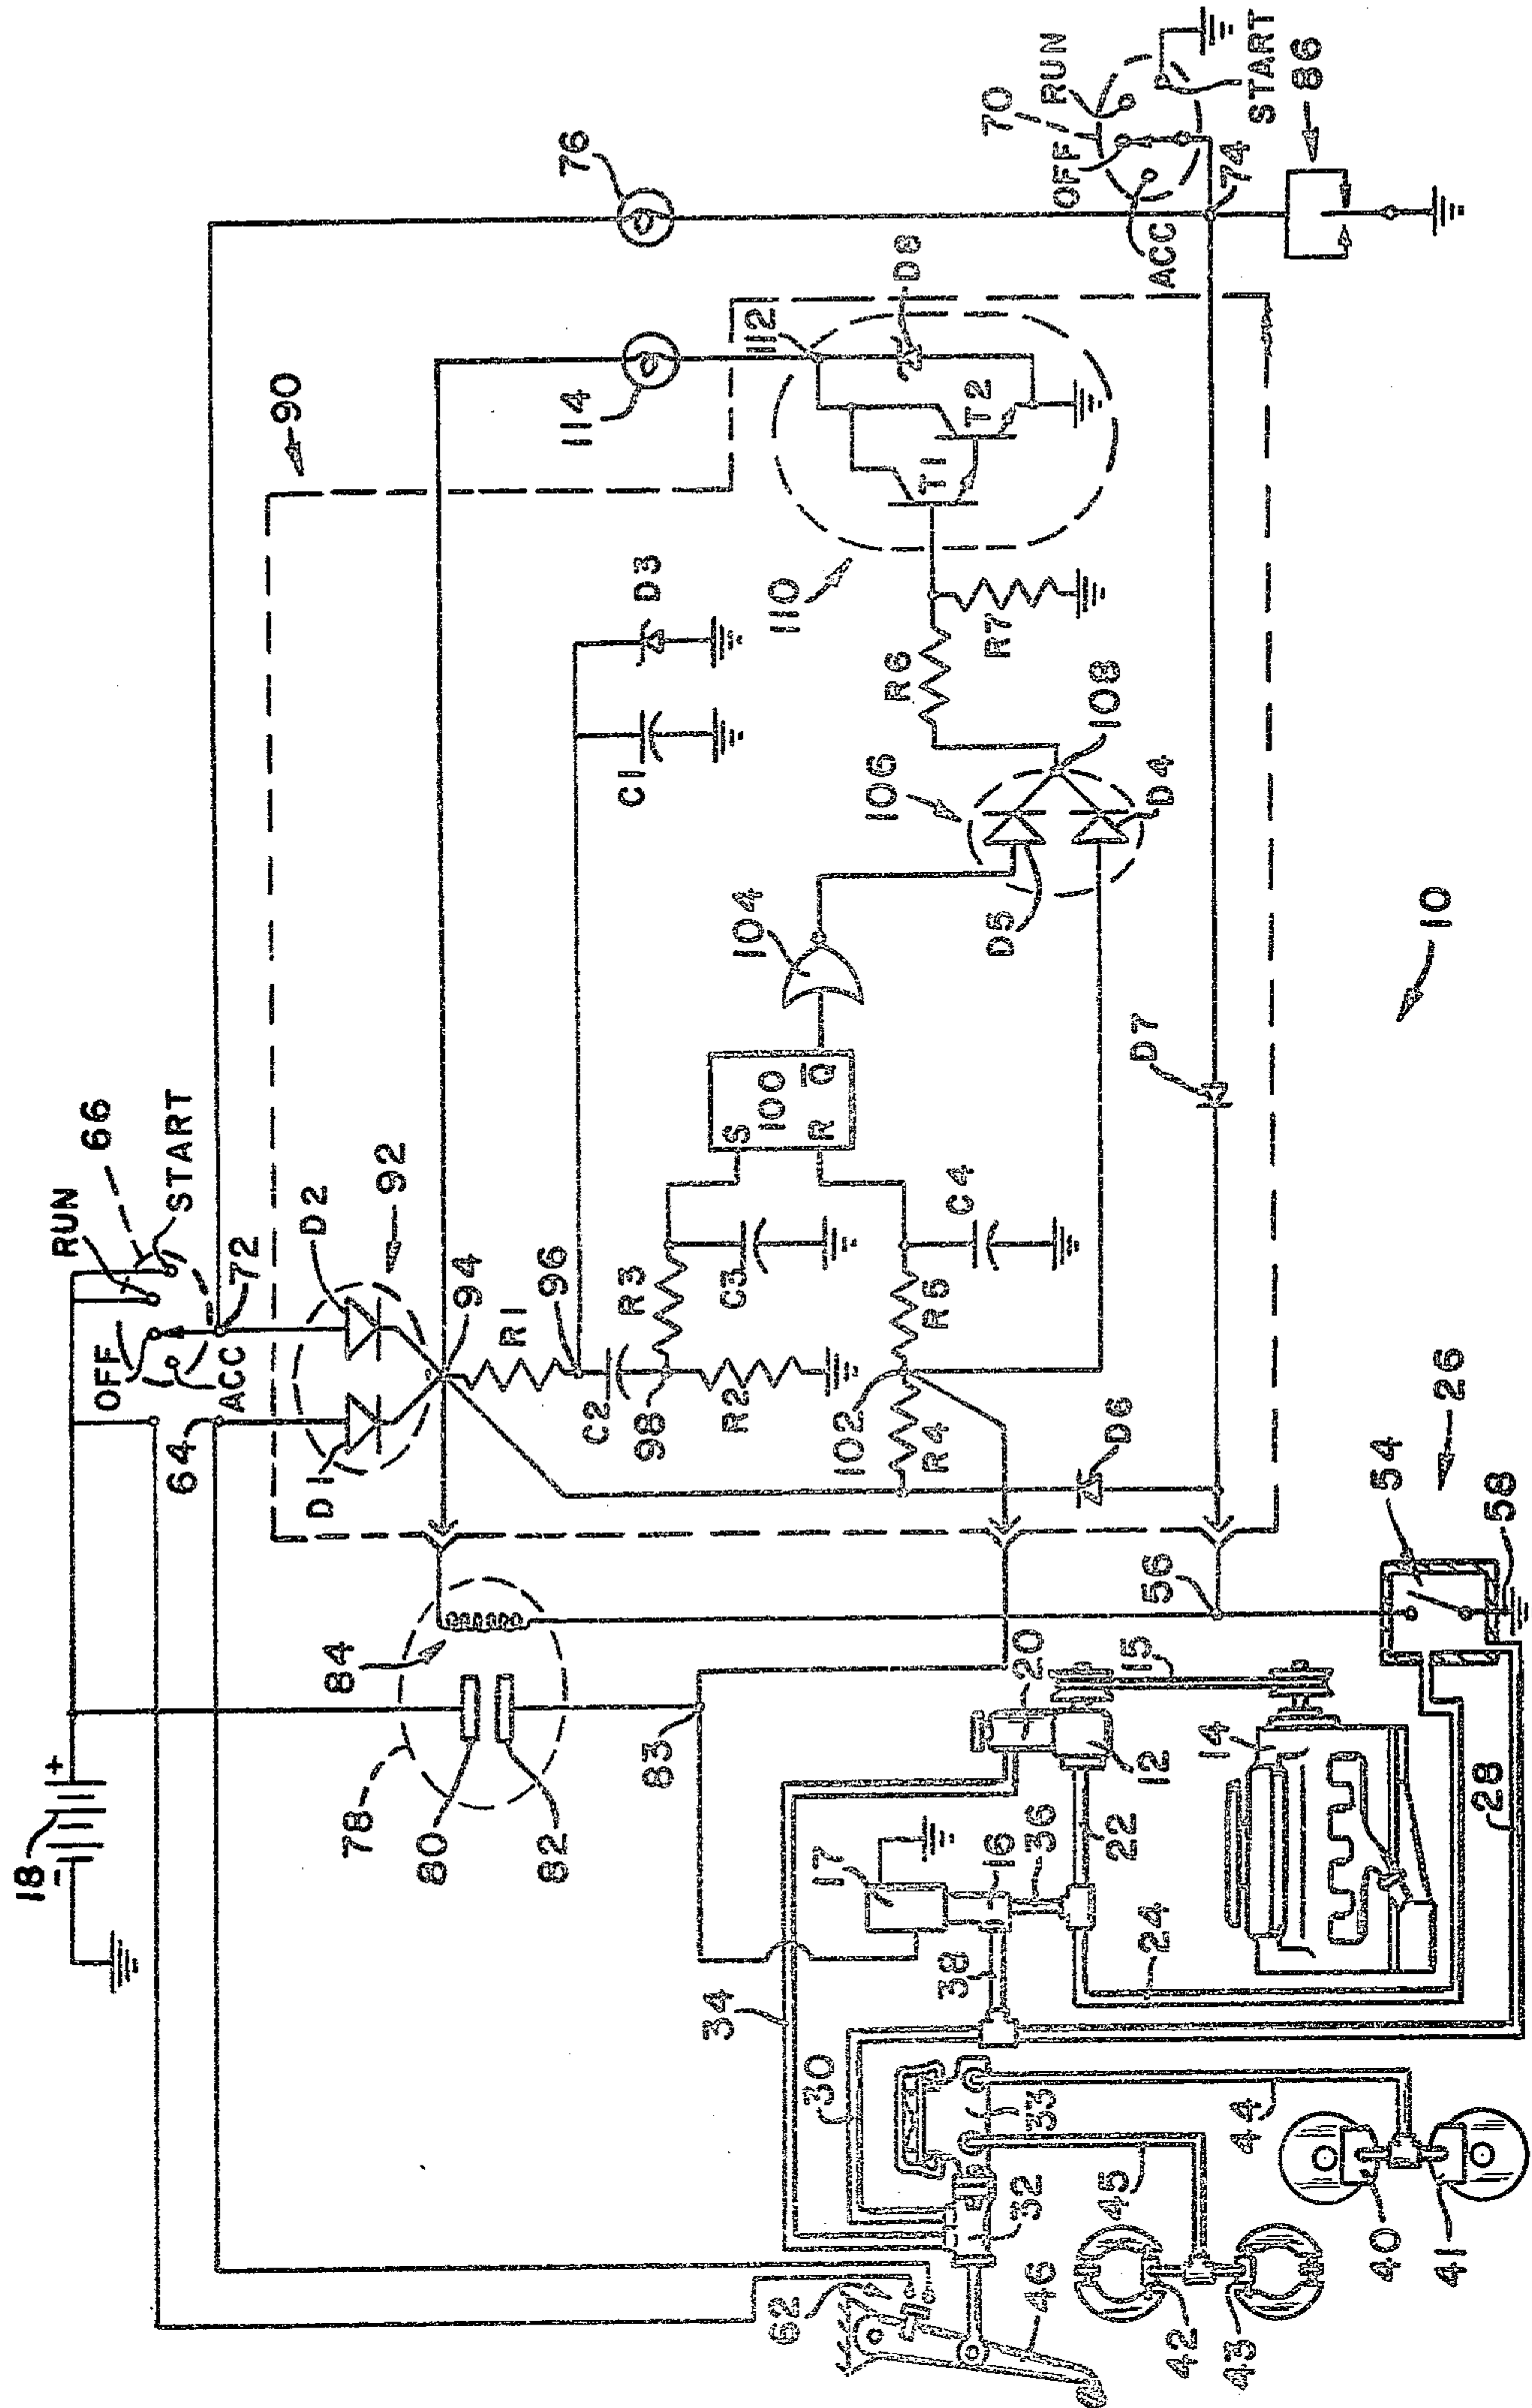 18
+
-
RUN
66
START
OFF
ACC
64
72
D1
D2
92
90
94
R1
96
C1
D3
114
112
76
78
84
80
82
83
C2
R3
98
R2
C3
S
100
Q̅
R
104
102
R4
R5
C4
106
D5
D4
108
R6
R7
110
T1
T2
D8
70
OFF
RUN
ACC
START
74
86
D6
D7
10
56
54
26
58
28
34
17
16
36
38
20
12
22
15
24
14
30
33
32
44
45
62
46
42
43
40
41